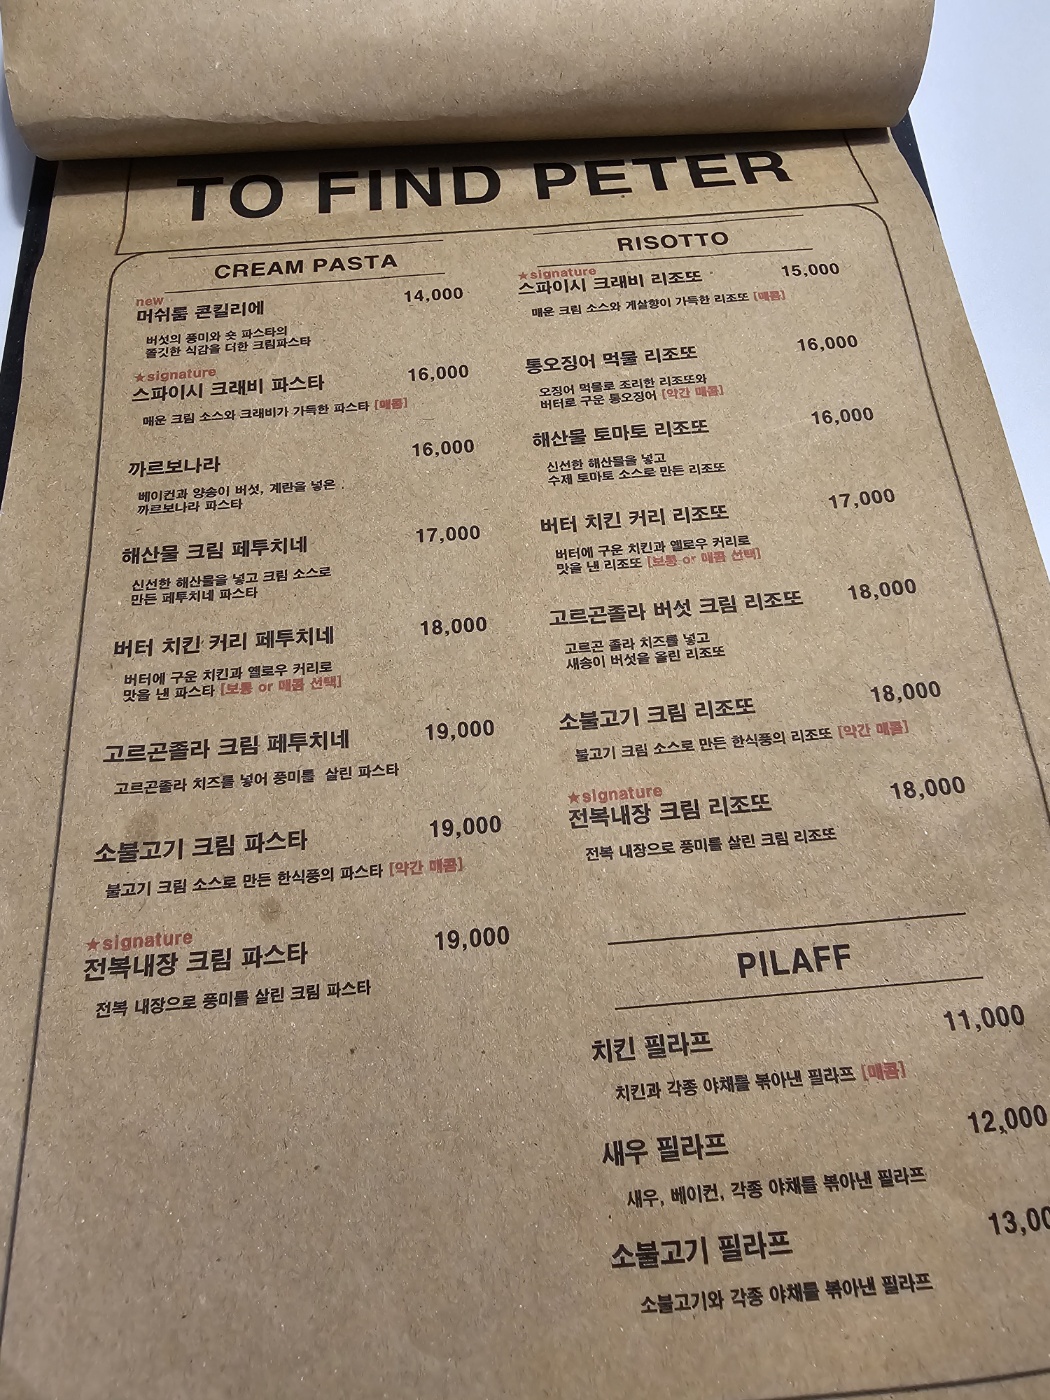 TO FIND PETER
CREAM PASTA
new
머쉬룸 콘킬리에 14,000
버섯의 풍미와 숏 파스타의
쫄깃한 식감을 더한 크림파스타
★signature
스파이시 크래비 파스타 16,000
매운 크림 소스와 크래비가 가득한 파스타 [매콤]
까르보나라 16,000
베이컨과 양송이 버섯, 계란을 넣은
까르보나라 파스타
해산물 크림 페투치네 17,000
신선한 해산물을 넣고 크림 소스로
만든 페투치네 파스타
버터 치킨 커리 페투치네 18,000
버터에 구운 치킨과 옐로우 커리로
맛을 낸 파스타 [보통 or 매콤 선택]
고르곤졸라 크림 페투치네 19,000
고르곤졸라 치즈를 넣어 풍미를 살린 파스타
소불고기 크림 파스타 19,000
불고기 크림 소스로 만든 한식풍의 파스타 [약간 매콤]
★signature
전복내장 크림 파스타 19,000
전복 내장으로 풍미를 살린 크림 파스타
RISOTTO
★signature
스파이시 크래비 리조또 15,000
매운 크림 소스와 게살향이 가득한 리조또 [매콤]
통오징어 먹물 리조또 16,000
오징어 먹물로 조리한 리조또와
버터로 구운 통오징어 [약간 매콤]
해산물 토마토 리조또 16,000
신선한 해산물을 넣고
수제 토마토 소스로 만든 리조또
버터 치킨 커리 리조또 17,000
버터에 구운 치킨과 옐로우 커리로
맛을 낸 리조또 [보통 or 매콤 선택]
고르곤졸라 버섯 크림 리조또 18,000
고르곤 졸라 치즈를 넣고
새송이 버섯을 올린 리조또
소불고기 크림 리조또 18,000
불고기 크림 소스로 만든 한식풍의 리조또 [약간 매콤]
★signature
전복내장 크림 리조또 18,000
전복 내장으로 풍미를 살린 크림 리조또
PILAFF
치킨 필라프 11,000
치킨과 각종 야채를 볶아낸 필라프 [매콤]
새우 필라프 12,000
새우, 베이컨, 각종 야채를 볶아낸 필라프
소불고기 필라프 13,00
소불고기와 각종 야채를 볶아낸 필라프